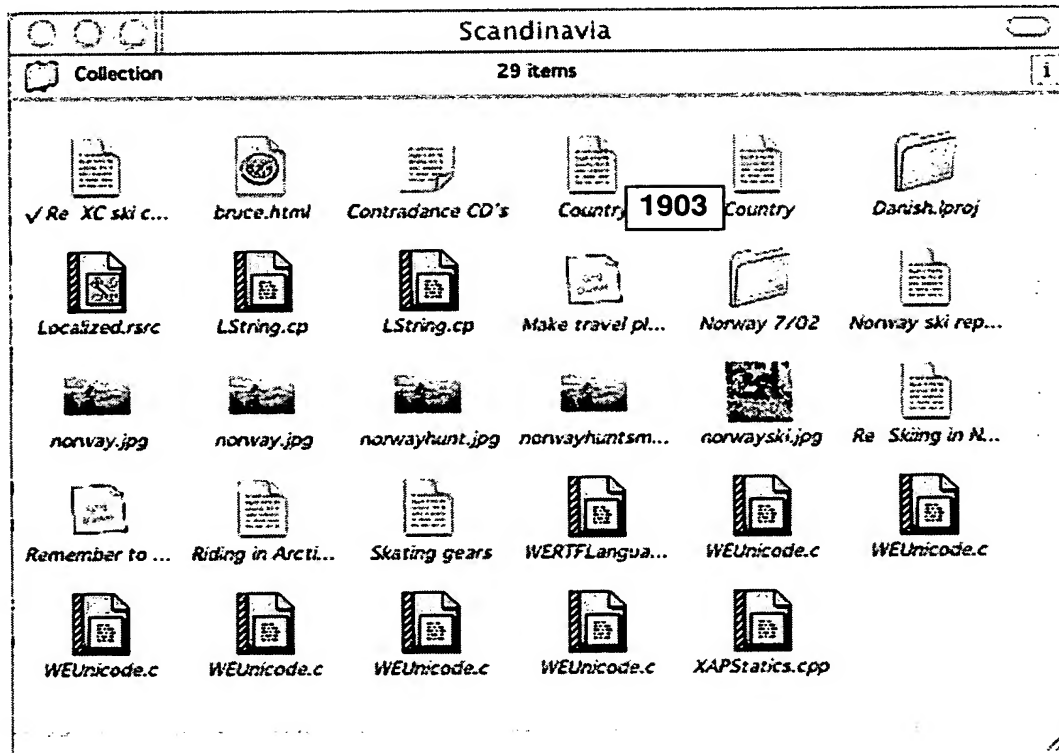 Scandinavia
Collection 29 items i
✓ Re XC ski c... bruce.html Contradance CD's Country 1903 Country Danish.lproj
Localized.rsrc LString.cp LString.cp Make travel pl... Norway 7/02 Norway ski rep...
norway.jpg norway.jpg norwayhunt.jpg norwayhuntsm... norwayski.jpg Re Skiing in N...
Remember to ... Riding in Arcti... Skating gears WERTFLangua... WEUnicode.c WEUnicode.c
WEUnicode.c WEUnicode.c WEUnicode.c WEUnicode.c XAPStatics.cpp